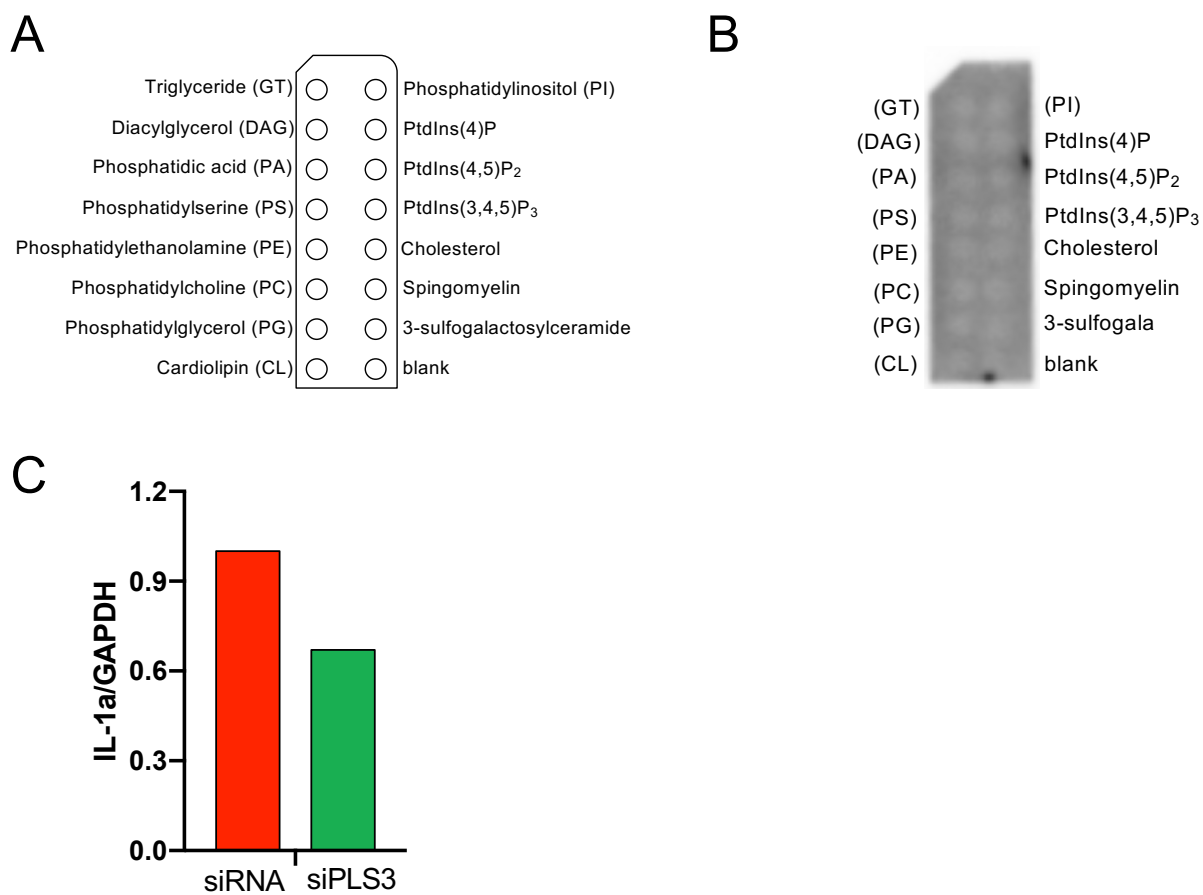 A
Triglyceride (GT)
Diacylglycerol (DAG)
Phosphatidic acid (PA)
Phosphatidylserine (PS)
Phosphatidylethanolamine (PE)
Phosphatidylcholine (PC)
Phosphatidylglycerol (PG)
Cardiolipin (CL)
Phosphatidylinositol (PI)
PtdIns(4)P
PtdIns(4,5)P2
PtdIns(3,4,5)P3
Cholesterol
Spingomyelin
3-sulfogalactosylceramide
blank
B
(GT)
(DAG)
(PA)
(PS)
(PE)
(PC)
(PG)
(CL)
(PI)
PtdIns(4)P
PtdIns(4,5)P2
PtdIns(3,4,5)P3
Cholesterol
Spingomyelin
3-sulfogala
blank
C
IL-1a/GAPDH
1.2
0.9
0.6
0.3
0.0
siRNA siPLS3